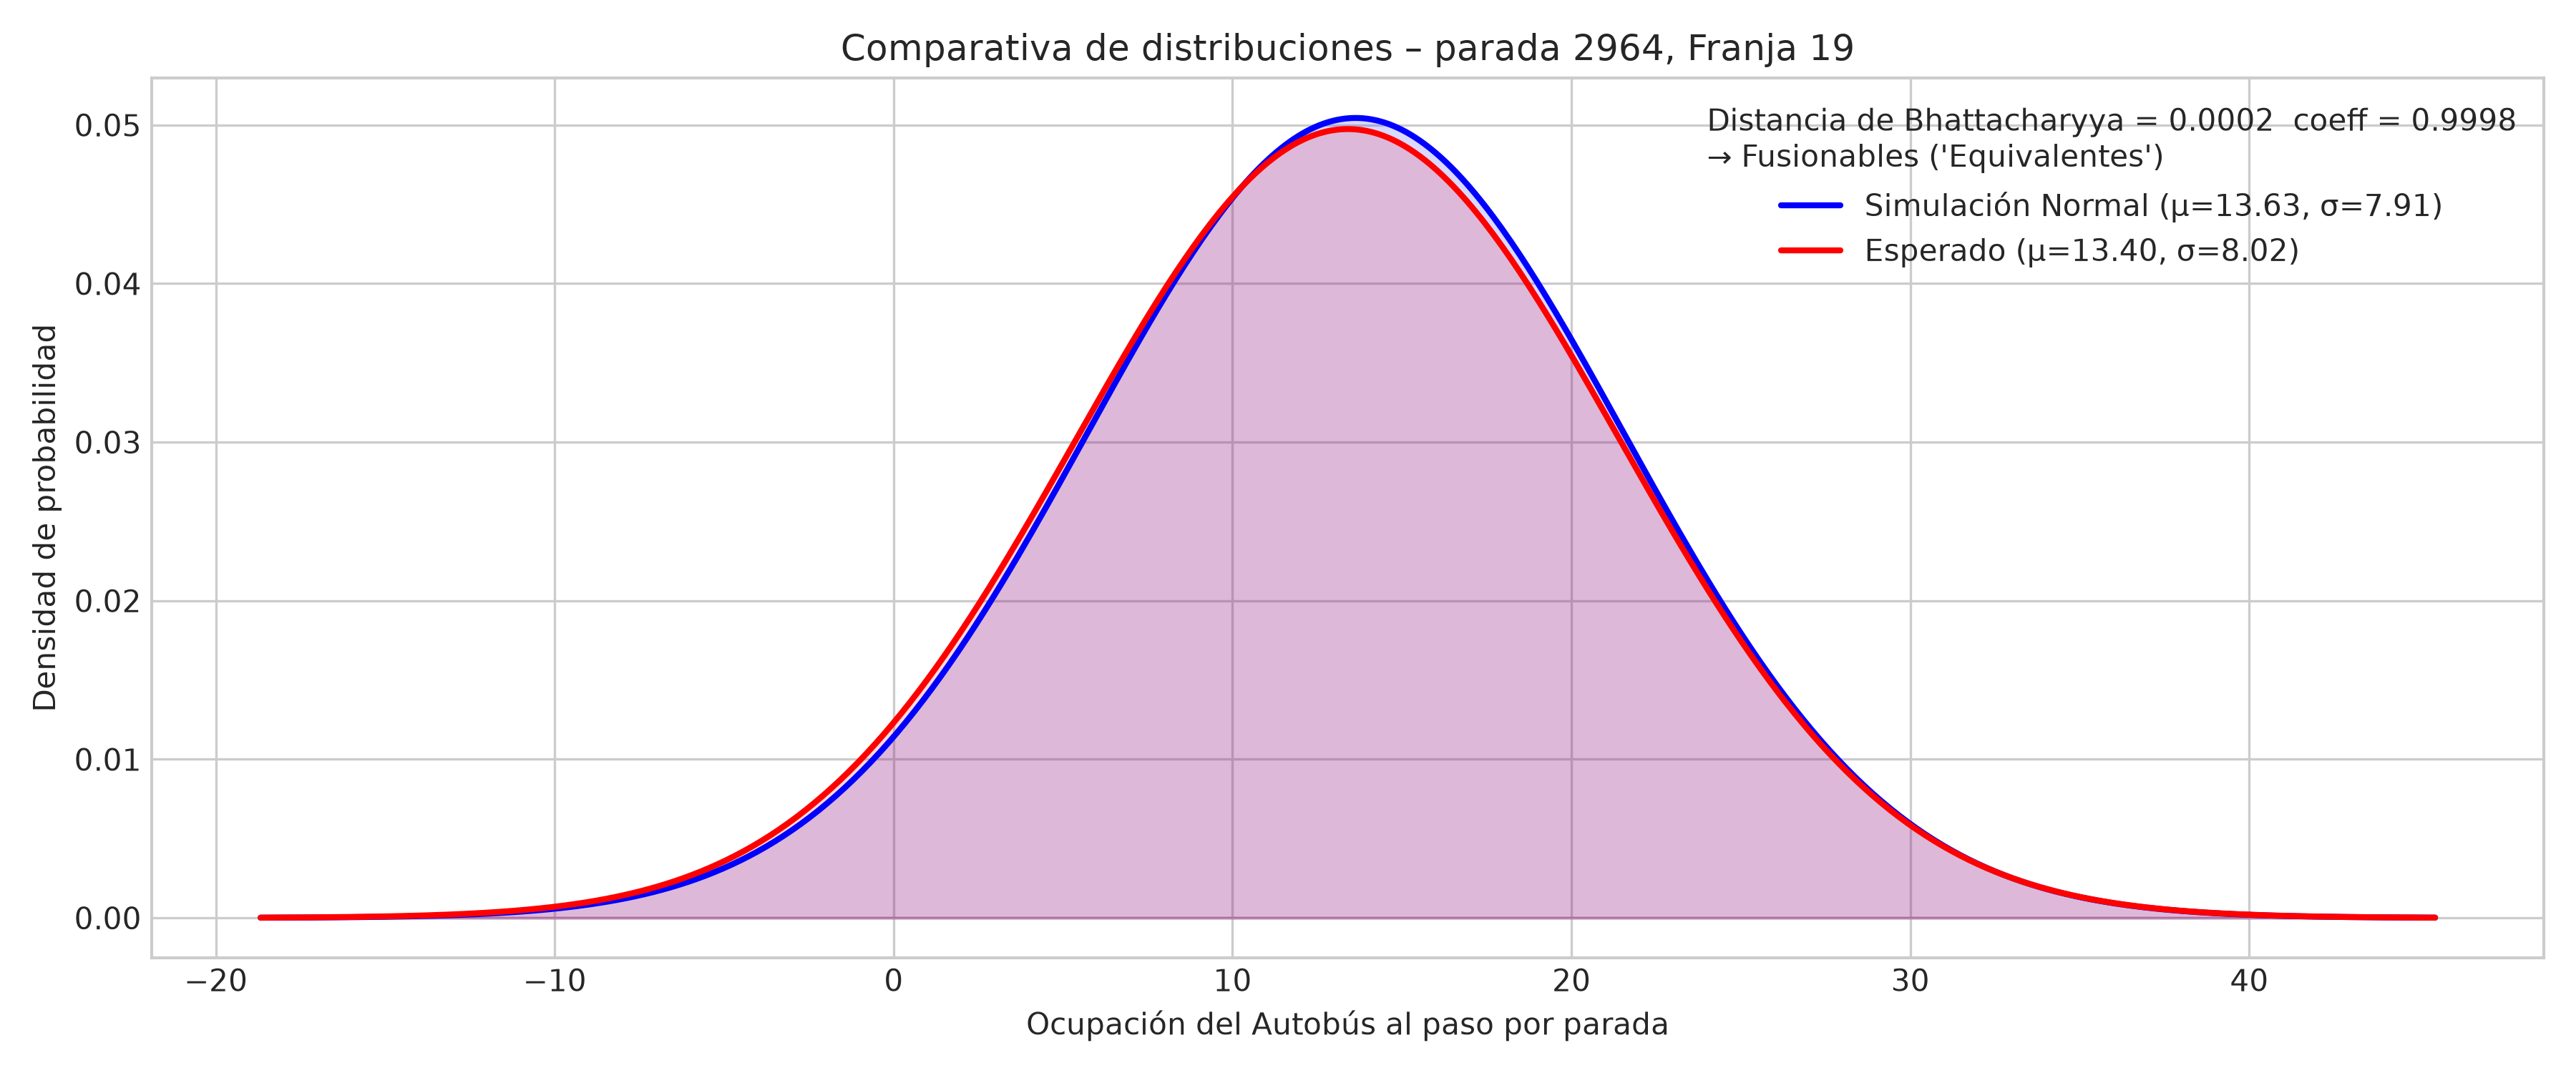 Comparativa de distribuciones – parada 2964, Franja 19
Distancia de Bhattacharyya = 0.0002  coeff = 0.9998
→ Fusionables ('Equivalentes')
Simulación Normal (μ=13.63, σ=7.91)
Esperado (μ=13.40, σ=8.02)
Densidad de probabilidad
0.05
0.04
0.03
0.02
0.01
0.00
−20 −10 0 10 20 30 40
Ocupación del Autobús al paso por parada